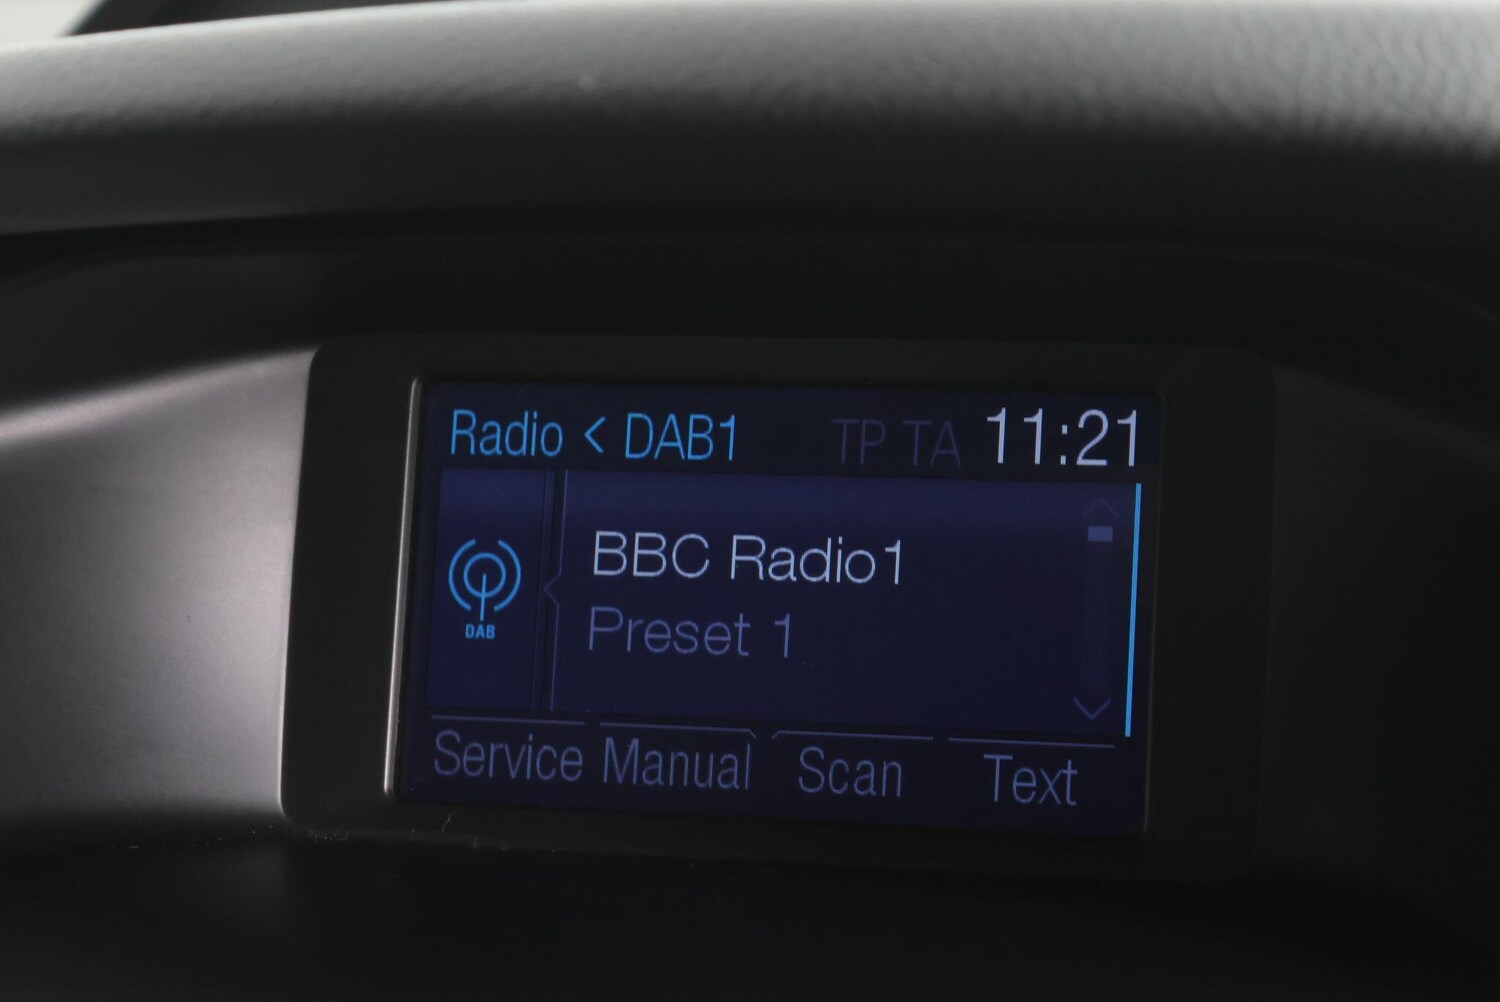 Radio < DAB1 TP TA 11:21
BBC Radio1
DAB
Preset 1
Service Manual Scan Text